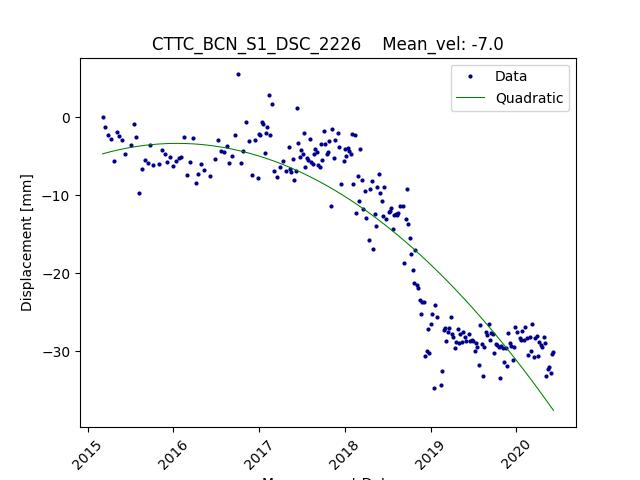 CTTC_BCN_S1_DSC_2226    Mean_vel: -7.0
Data
Quadratic
Displacement [mm]
0
−10
−20
−30
2015
2016
2017
2018
2019
2020